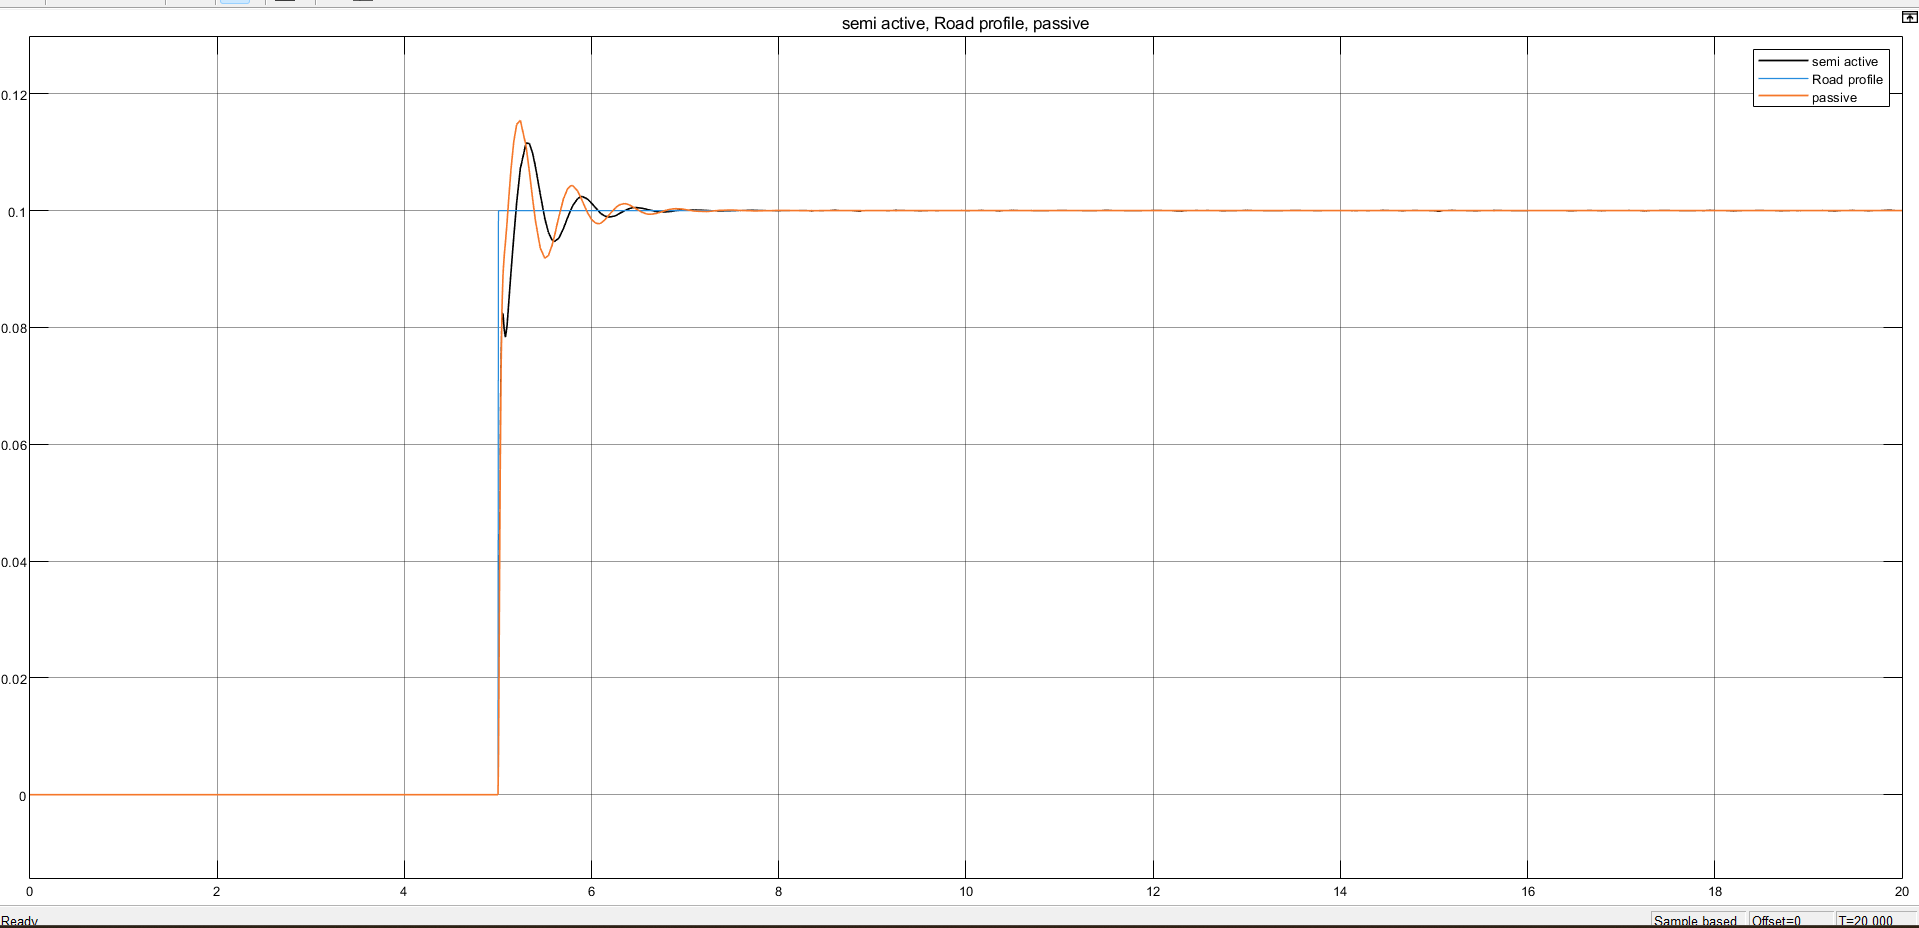 semi active, Road profile, passive
semi active
Road profile
passive
0.12
0.1
0.08
0.06
0.04
0.02
0
0 2 4 6 8 10 12 14 16 18 20
Ready
Sample based Offset=0 T=20.000